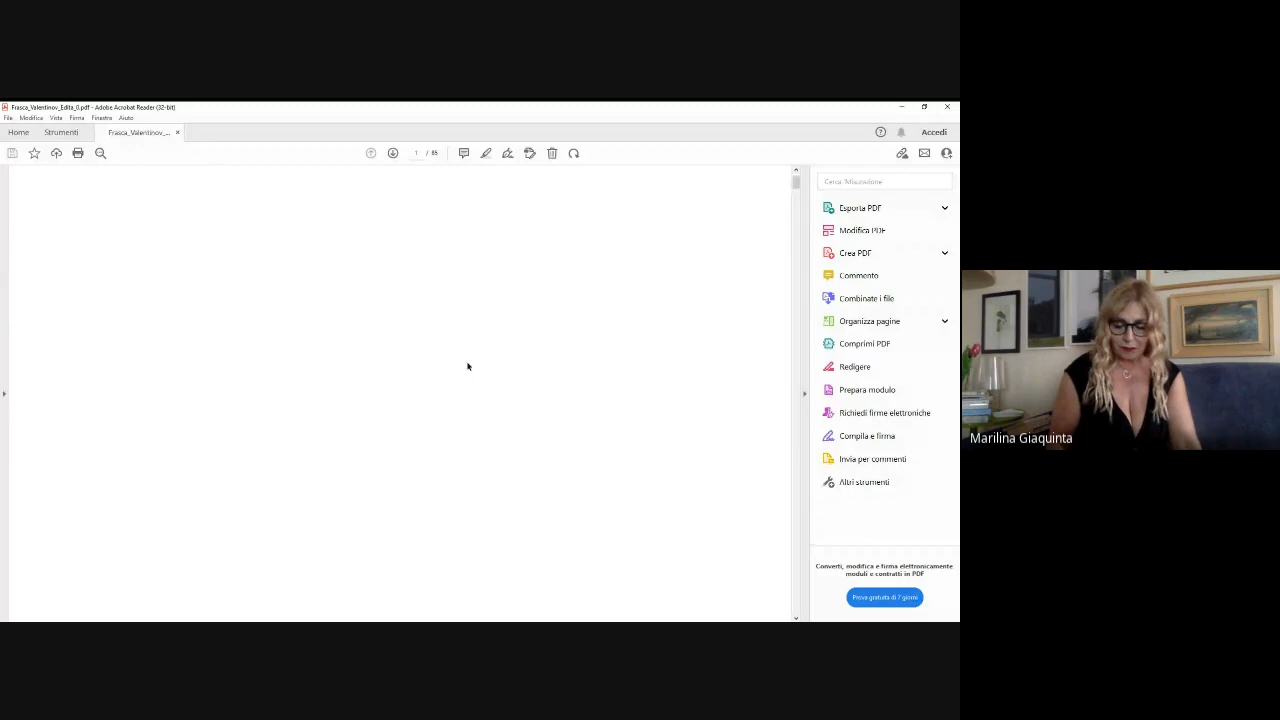 Frasca_Valentinov_Edita_0.pdf - Adobe Acrobat Reader (32-bit)
File Modifica Vista Firma Finestra Aiuto
Home Strumenti Frasca_Valentinov_... × Accedi
1 / 85
Cerca 'Misurazione'
Esporta PDF
Modifica PDF
Crea PDF
Commento
Combinate i file
Organizza pagine
Comprimi PDF
Redigere
Prepara modulo
Richiedi firme elettroniche
Compila e firma
Invia per commenti
Altri strumenti
Converti, modifica e firma elettronicamente
moduli e contratti in PDF
Prova gratuita di 7 giorni
Marilina Giaquinta